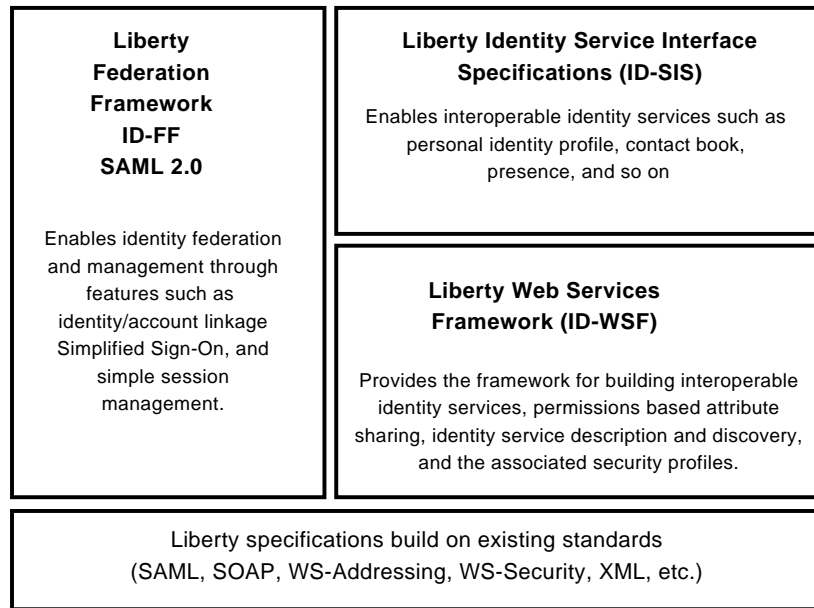 Liberty
Federation
Framework
ID-FF
SAML 2.0
Enables identity federation
and management through
features such as
identity/account linkage
Simplified Sign-On, and
simple session
management.
Liberty Identity Service Interface
Specifications (ID-SIS)
Enables interoperable identity services such as
personal identity profile, contact book,
presence, and so on
Liberty Web Services
Framework (ID-WSF)
Provides the framework for building interoperable
identity services, permissions based attribute
sharing, identity service description and discovery,
and the associated security profiles.
Liberty specifications build on existing standards
(SAML, SOAP, WS-Addressing, WS-Security, XML, etc.)